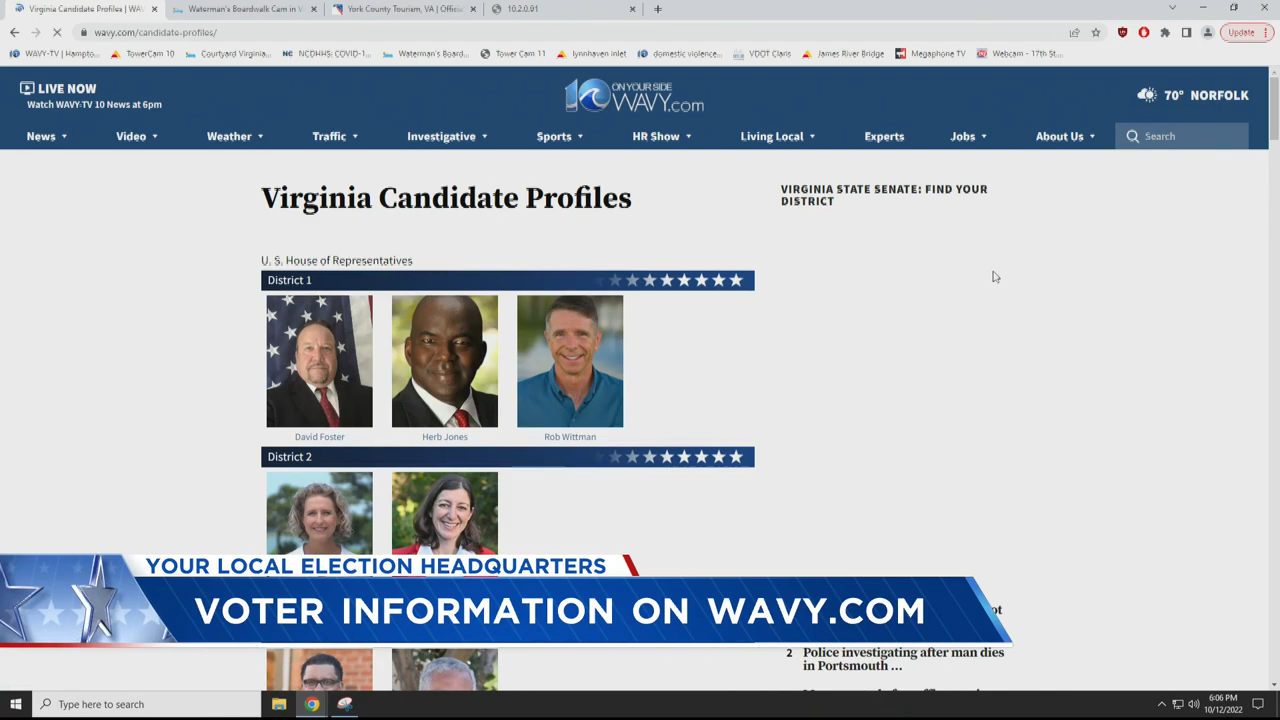 Virginia Candidate Profiles | WAV
Waterman's Boardwalk Cam in V
York County Tourism, VA | Offici
10.2.0.91
wavy.com/candidate-profiles/
Update
WAVY-TV | Hampto...
TowerCam 10
Courtyard Virginia...
NCDHHS: COVID-1...
Waterman's Board...
Tower Cam 11
lynnhaven inlet
domestic violence...
VDOT Claris
James River Bridge
Megaphone TV
Webcam - 17th St...
LIVE NOW
Watch WAVY-TV 10 News at 6pm
10 ON YOUR SIDE
WAVY.com
70° NORFOLK
News
Video
Weather
Traffic
Investigative
Sports
HR Show
Living Local
Experts
Jobs
About Us
Search
Virginia Candidate Profiles
VIRGINIA STATE SENATE: FIND YOUR
DISTRICT
U. S. House of Representatives
District 1
David Foster
Herb Jones
Rob Wittman
District 2
YOUR LOCAL ELECTION HEADQUARTERS
VOTER INFORMATION ON WAVY.COM
ot
2 Police investigating after man dies
in Portsmouth ...
Type here to search
6:06 PM
10/12/2022